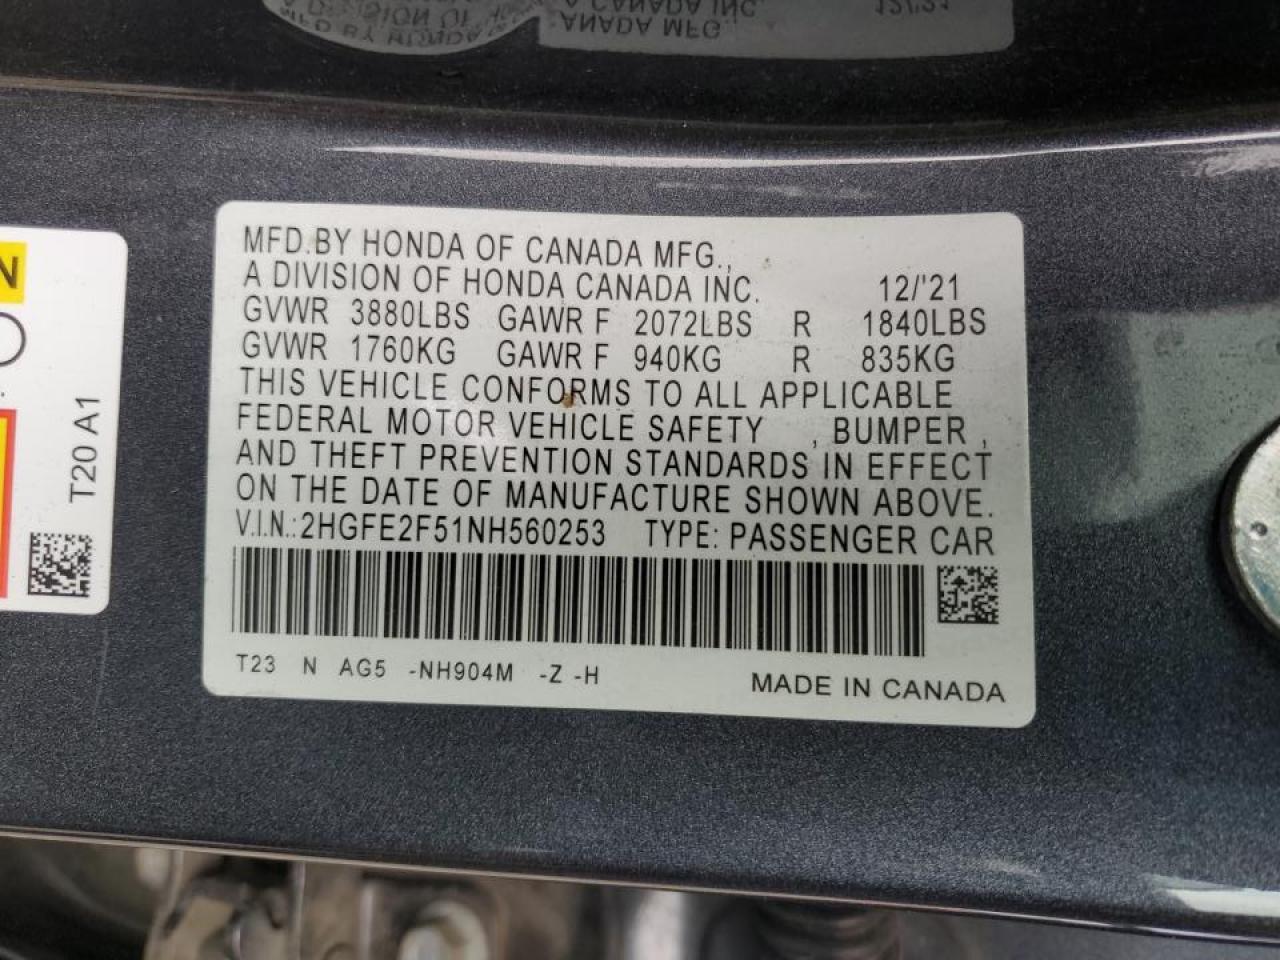 MFD.BY HONDA OF CANADA MFG.,
A DIVISION OF HONDA CANADA INC. 12/'21
GVWR 3880LBS GAWR F 2072LBS R 1840LBS
GVWR 1760KG GAWR F 940KG R 835KG
THIS VEHICLE CONFORMS TO ALL APPLICABLE
FEDERAL MOTOR VEHICLE SAFETY , BUMPER ,
AND THEFT PREVENTION STANDARDS IN EFFECT
ON THE DATE OF MANUFACTURE SHOWN ABOVE.
V.I.N.:2HGFE2F51NH560253 TYPE: PASSENGER CAR
T23 N AG5 -NH904M -Z -H
MADE IN CANADA
N
T20 A1